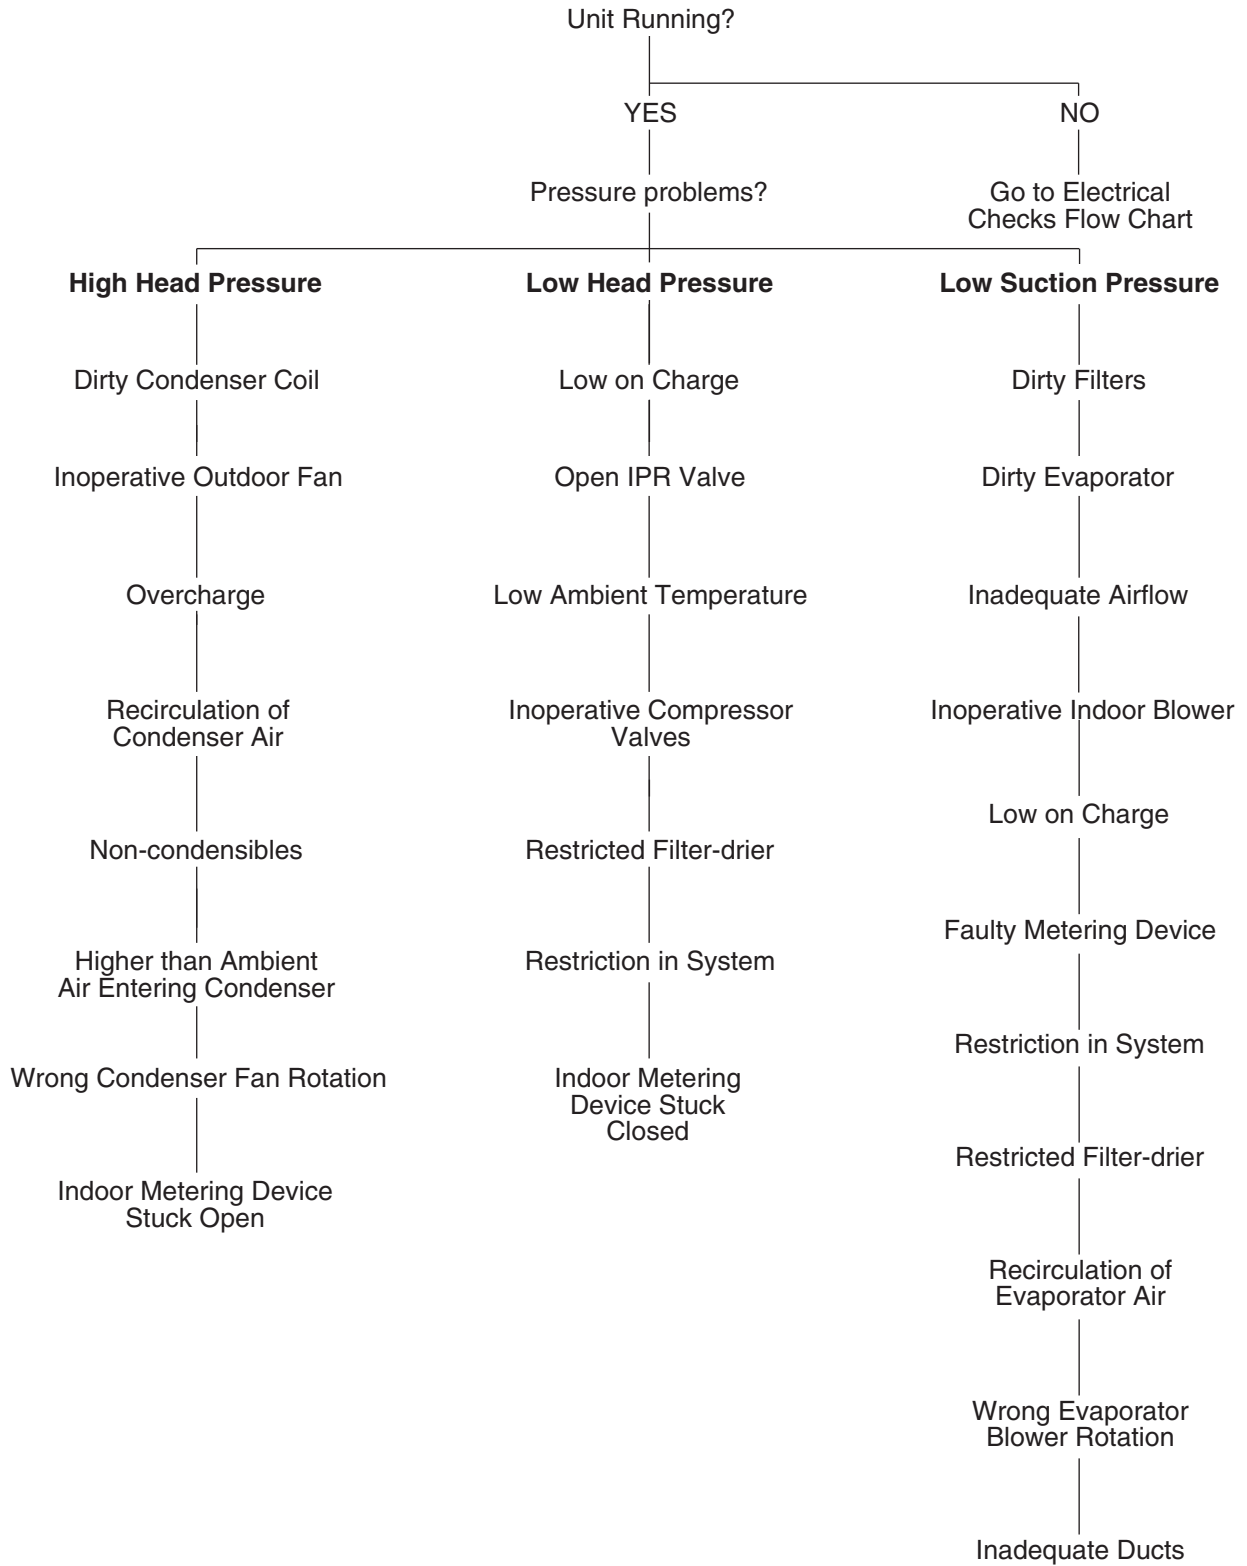 Unit Running?
YES
NO
Pressure problems?
Go to Electrical
Checks Flow Chart
High Head Pressure
Low Head Pressure
Low Suction Pressure
Dirty Condenser Coil
Inoperative Outdoor Fan
Overcharge
Recirculation of
Condenser Air
Non-condensibles
Higher than Ambient
Air Entering Condenser
Wrong Condenser Fan Rotation
Indoor Metering Device
Stuck Open
Low on Charge
Open IPR Valve
Low Ambient Temperature
Inoperative Compressor
Valves
Restricted Filter-drier
Restriction in System
Indoor Metering
Device Stuck
Closed
Dirty Filters
Dirty Evaporator
Inadequate Airflow
Inoperative Indoor Blower
Low on Charge
Faulty Metering Device
Restriction in System
Restricted Filter-drier
Recirculation of
Evaporator Air
Wrong Evaporator
Blower Rotation
Inadequate Ducts